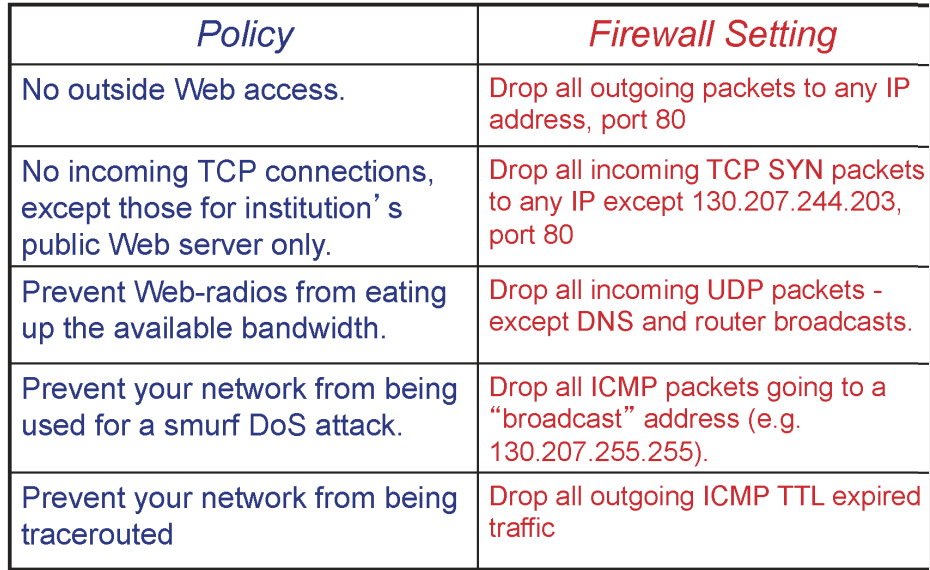 Policy
Firewall Setting
No outside Web access.
Drop all outgoing packets to any IP
address, port 80
No incoming TCP connections,
except those for institution’s
public Web server only.
Drop all incoming TCP SYN packets
to any IP except 130.207.244.203,
port 80
Prevent Web-radios from eating
up the available bandwidth.
Drop all incoming UDP packets -
except DNS and router broadcasts.
Prevent your network from being
used for a smurf DoS attack.
Drop all ICMP packets going to a
“broadcast” address (e.g.
130.207.255.255).
Prevent your network from being
tracerouted
Drop all outgoing ICMP TTL expired
traffic